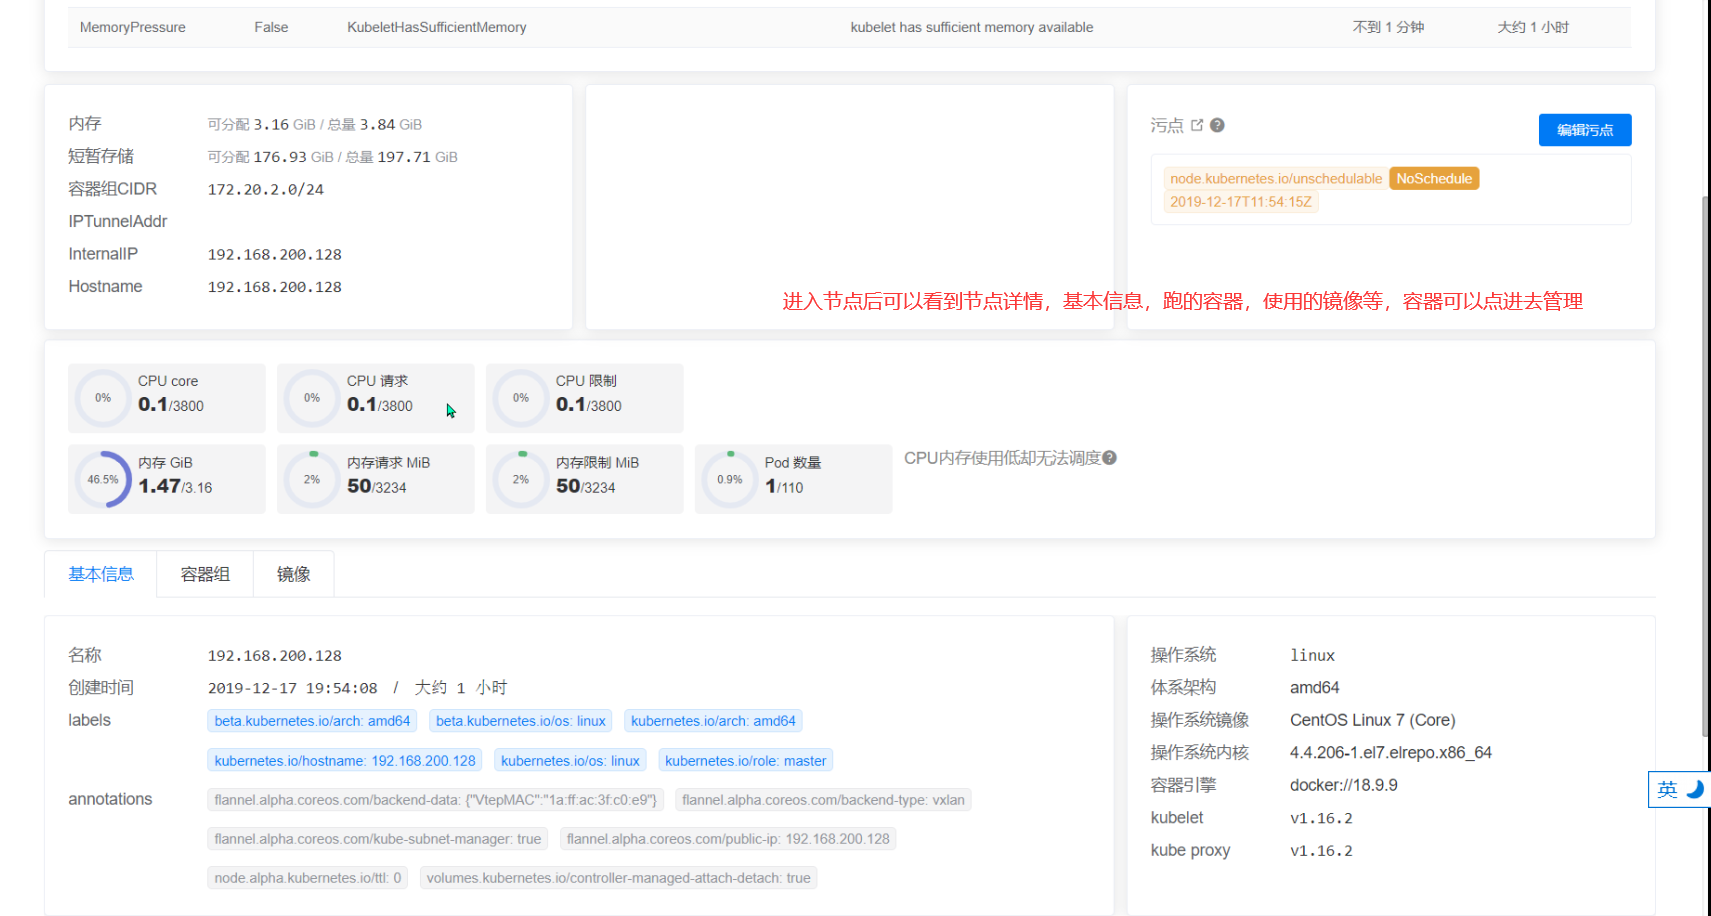 MemoryPressure False KubeletHasSufficientMemory kubelet has sufficient memory available 不到 1 分钟 大约 1 小时
内存 可分配 3.16 GiB / 总量 3.84 GiB
短暂存储 可分配 176.93 GiB / 总量 197.71 GiB
容器组CIDR 172.20.2.0/24
IPTunnelAddr
InternalIP 192.168.200.128
Hostname 192.168.200.128
污点 编辑污点
node.kubernetes.io/unschedulable NoSchedule
2019-12-17T11:54:15Z
进入节点后可以看到节点详情，基本信息，跑的容器，使用的镜像等，容器可以点进去管理
0% CPU core 0.1/3800
0% CPU 请求 0.1/3800
0% CPU 限制 0.1/3800
46.5% 内存 GiB 1.47/3.16
2% 内存请求 MiB 50/3234
2% 内存限制 MiB 50/3234
0.9% Pod 数量 1/110
CPU内存使用低却无法调度
基本信息 容器组 镜像
名称 192.168.200.128
创建时间 2019-12-17 19:54:08 / 大约 1 小时
labels beta.kubernetes.io/arch: amd64 beta.kubernetes.io/os: linux kubernetes.io/arch: amd64
kubernetes.io/hostname: 192.168.200.128 kubernetes.io/os: linux kubernetes.io/role: master
annotations flannel.alpha.coreos.com/backend-data: {"VtepMAC":"1a:ff:ac:3f:c0:e9"} flannel.alpha.coreos.com/backend-type: vxlan
flannel.alpha.coreos.com/kube-subnet-manager: true flannel.alpha.coreos.com/public-ip: 192.168.200.128
node.alpha.kubernetes.io/ttl: 0 volumes.kubernetes.io/controller-managed-attach-detach: true
操作系统 linux
体系架构 amd64
操作系统镜像 CentOS Linux 7 (Core)
操作系统内核 4.4.206-1.el7.elrepo.x86_64
容器引擎 docker://18.9.9
kubelet v1.16.2
kube proxy v1.16.2
英